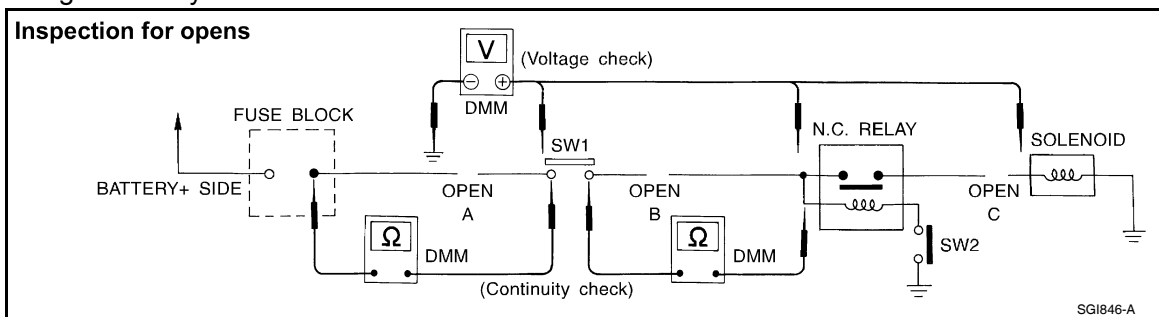 Inspection for opens
V
(Voltage check)
− +
DMM
FUSE BLOCK
N.C. RELAY
SOLENOID
SW1
BATTERY+ SIDE
OPEN
A
OPEN
B
OPEN
C
Ω
DMM
Ω
DMM
SW2
(Continuity check)
SGI846-A